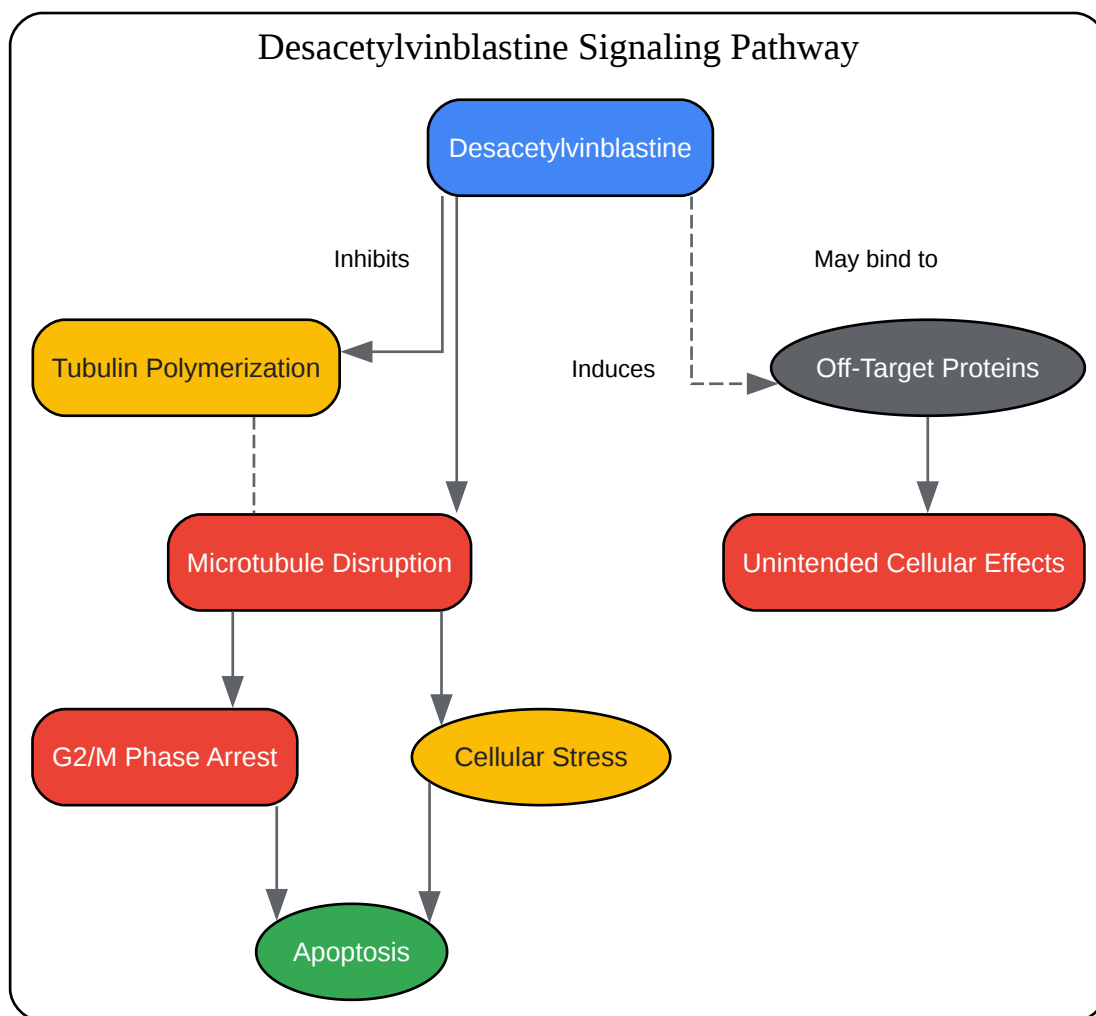 Desacetylvinblastine Signaling Pathway
Desacetylvinblastine
Inhibits
May bind to
Tubulin Polymerization
Induces
Off-Target Proteins
Microtubule Disruption
Unintended Cellular Effects
G2/M Phase Arrest
Cellular Stress
Apoptosis